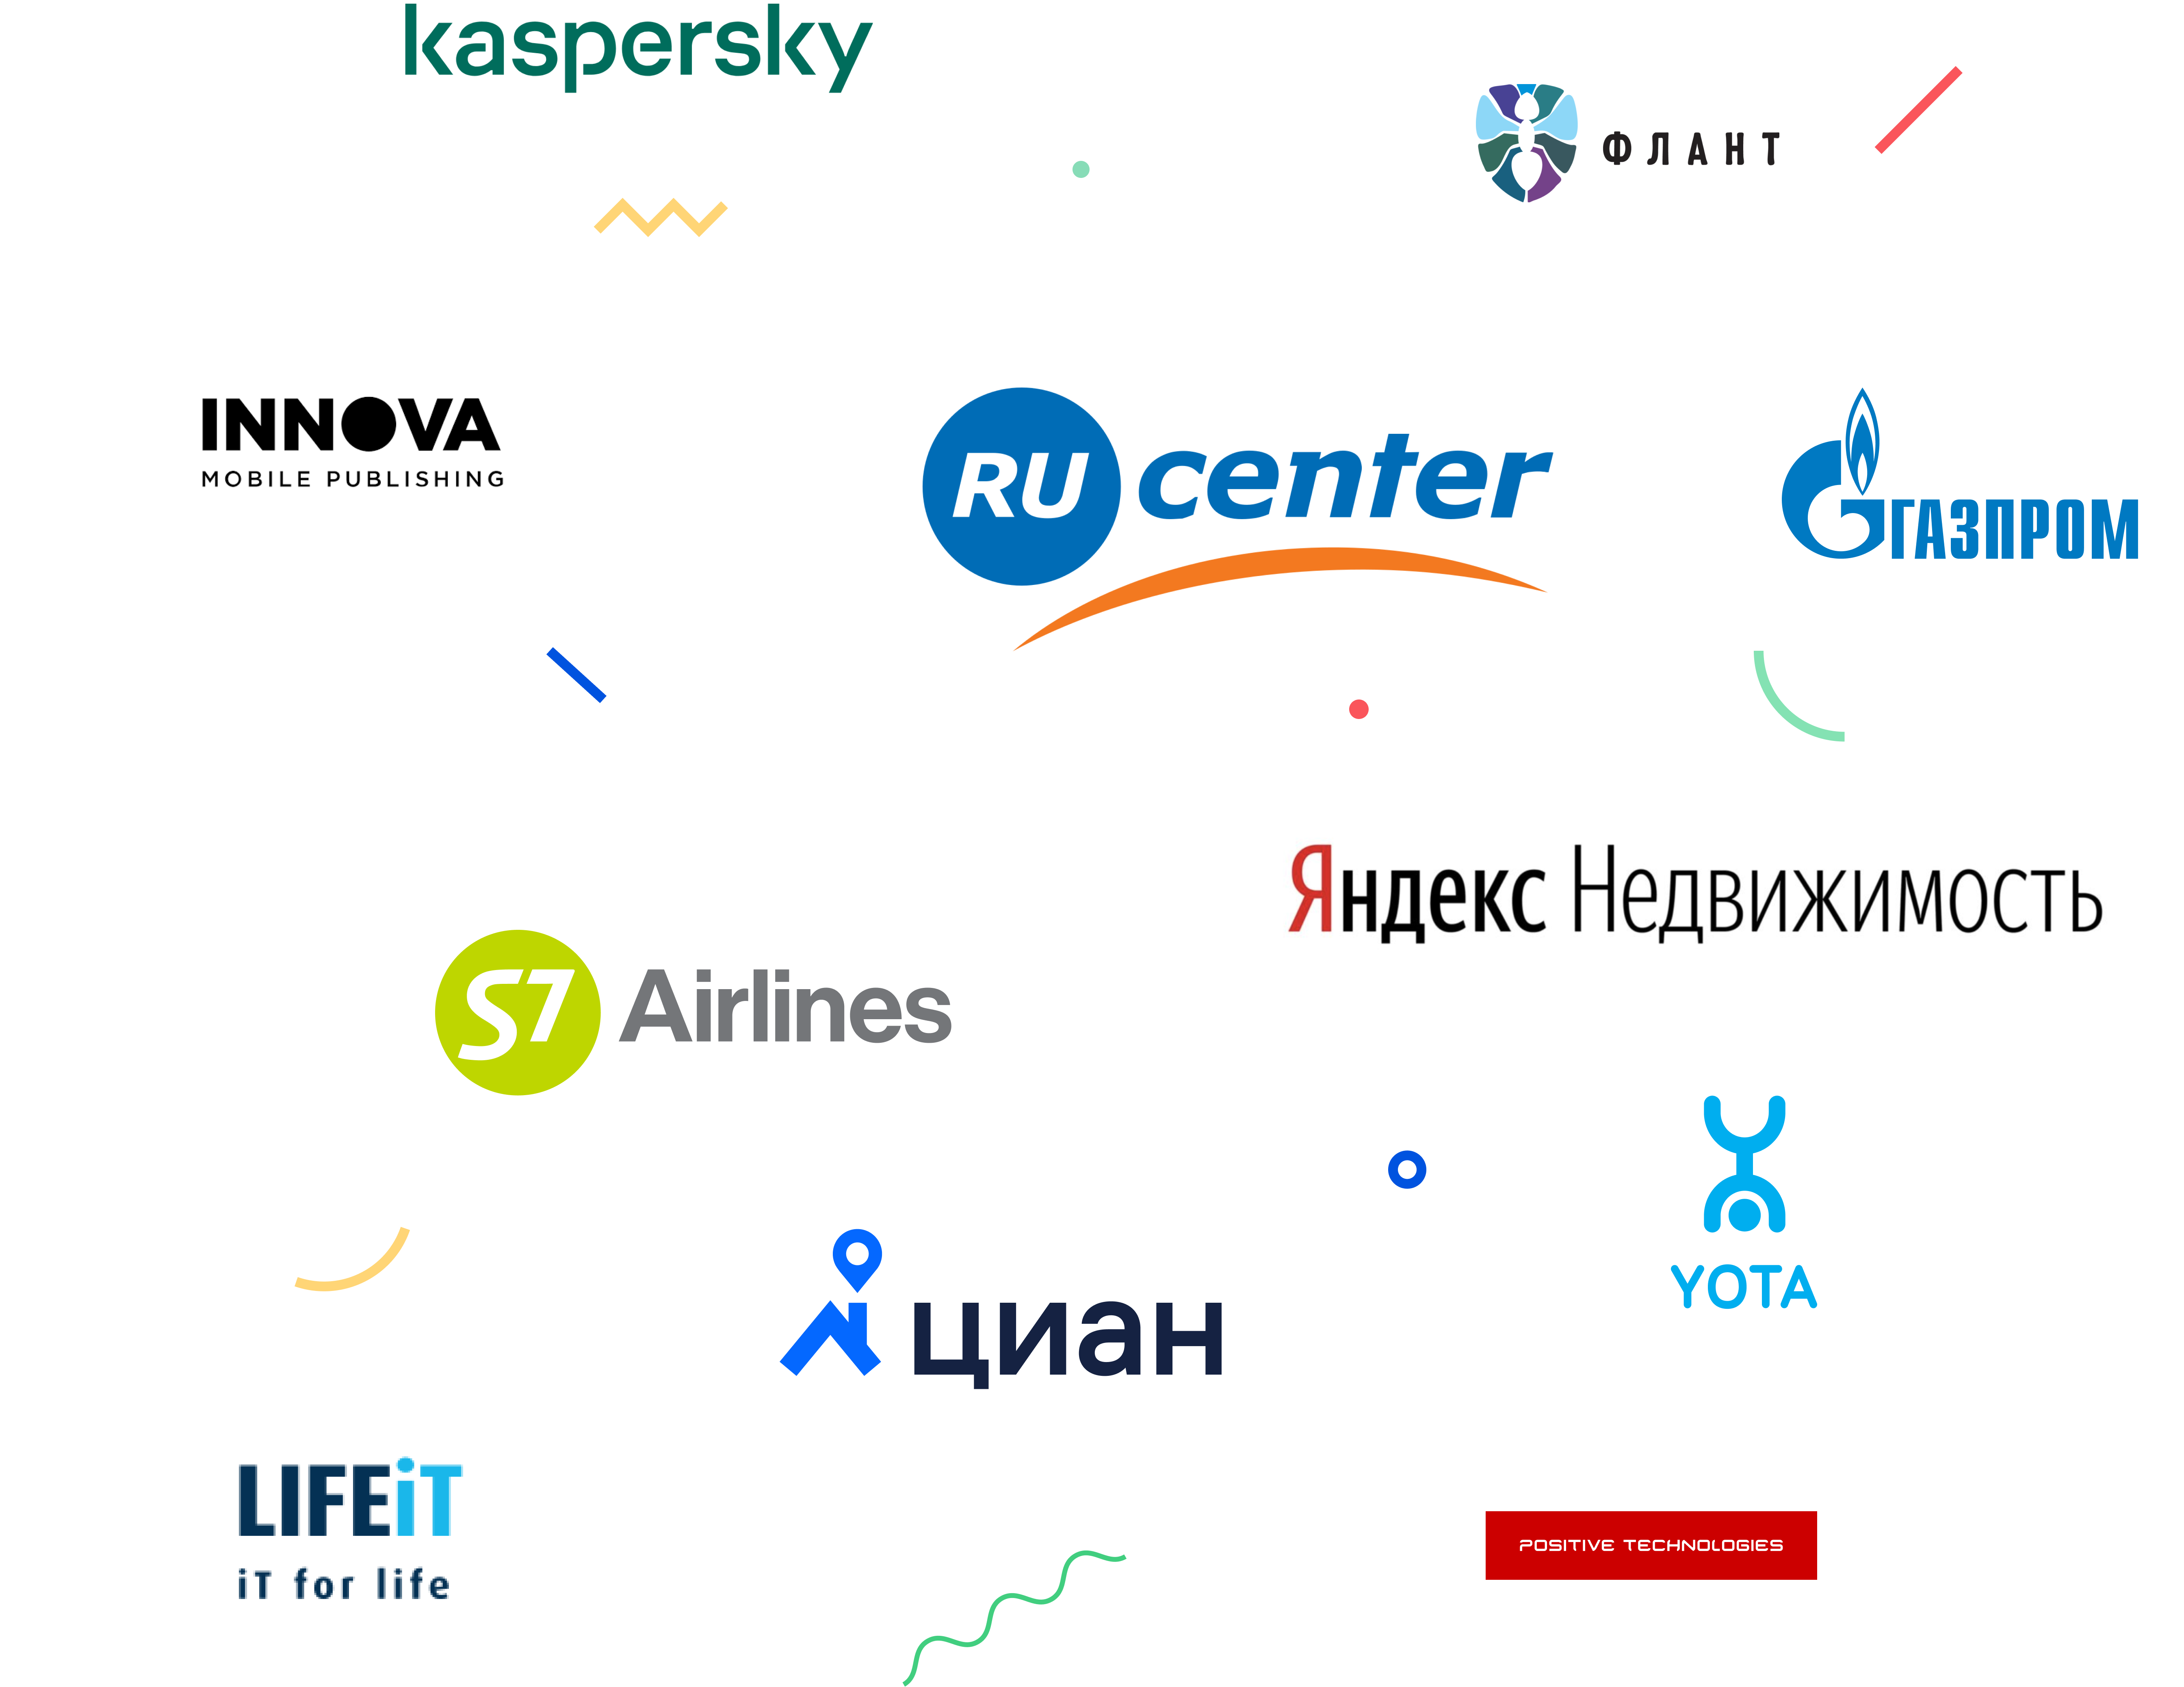 kaspersky
ФЛАНТ
INNOVA
MOBILE PUBLISHING
RU center
ГАЗПРОМ
Яндекс Недвижимость
S7 Airlines
YOTA
циан
LIFEiT
iT for life
POSITIVE TECHNOLOGIES